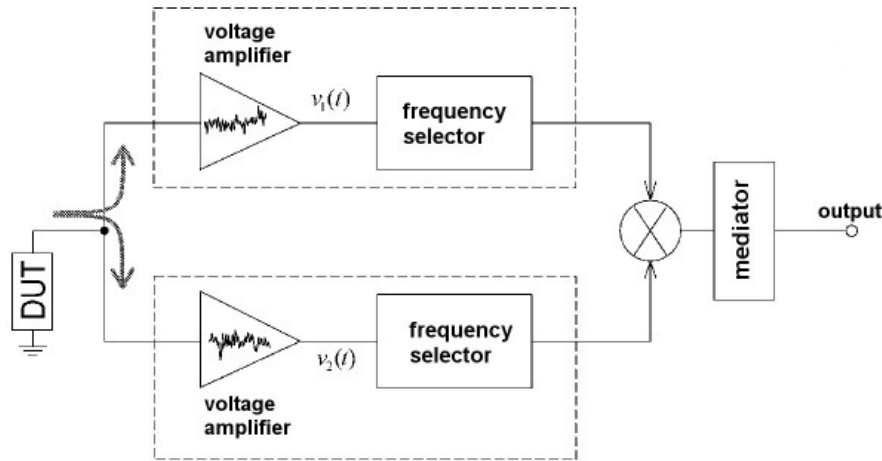 voltage
amplifier
v₁(t)
frequency
selector
DUT
mediator
output
v₂(t)
frequency
selector
voltage
amplifier